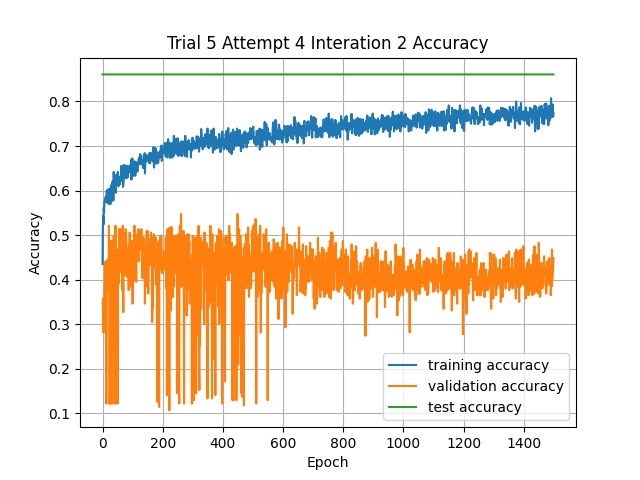 Trial 5 Attempt 4 Interation 2 Accuracy
Accuracy
0.8
0.7
0.6
0.5
0.4
0.3
0.2
0.1
training accuracy
validation accuracy
test accuracy
0 200 400 600 800 1000 1200 1400
Epoch